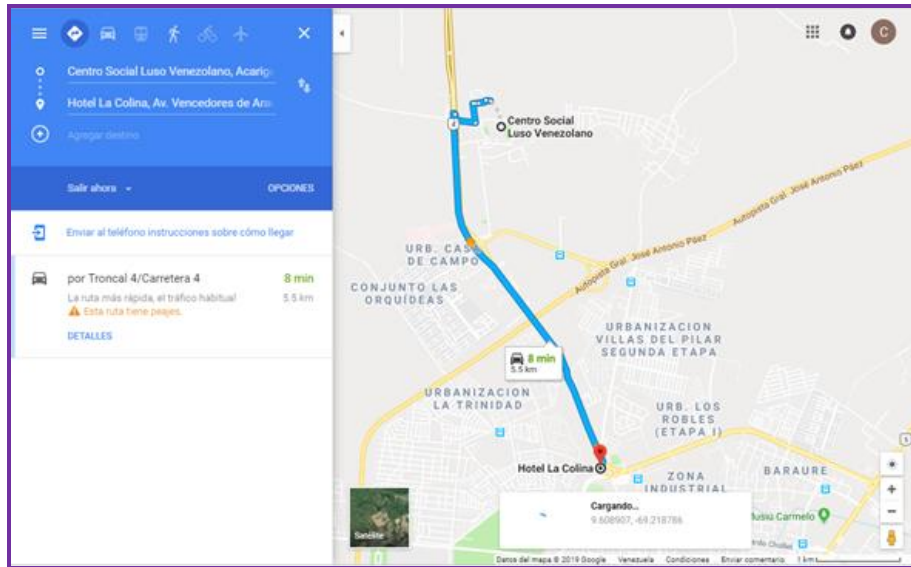 Centro Social Luso Venezolano, Acarig
Hotel La Colina, Av. Vencedores de Ara
Agregar destino
Salir ahora
OPCIONES
Enviar al teléfono instrucciones sobre cómo llegar
por Troncal 4/Carretera 4
8 min
La ruta más rápida, el tráfico habitual
5.5 km
Esta ruta tiene peajes.
DETALLES
C
Centro Social
Luso Venezolano
4
Autopista Gral. José Antonio Páez
Autopista Gral. José Antonio Páez
URB. CASA
DE CAMPO
CONJUNTO LAS
ORQUÍDEAS
URBANIZACION
VILLAS DEL PILAR
SEGUNDA ETAPA
8 min
5.5 km
URBANIZACION
LA TRINIDAD
URB. LOS
ROBLES
(ETAPA I)
5
Hotel La Colina
ZONA
INDUSTRIAL
BARAURE
Cargando...
9.608907, -69.218786
Musiú Carmelo
Satélite
Datos del mapa © 2019 Google
Venezuela
Condiciones
Enviar comentario
1 km